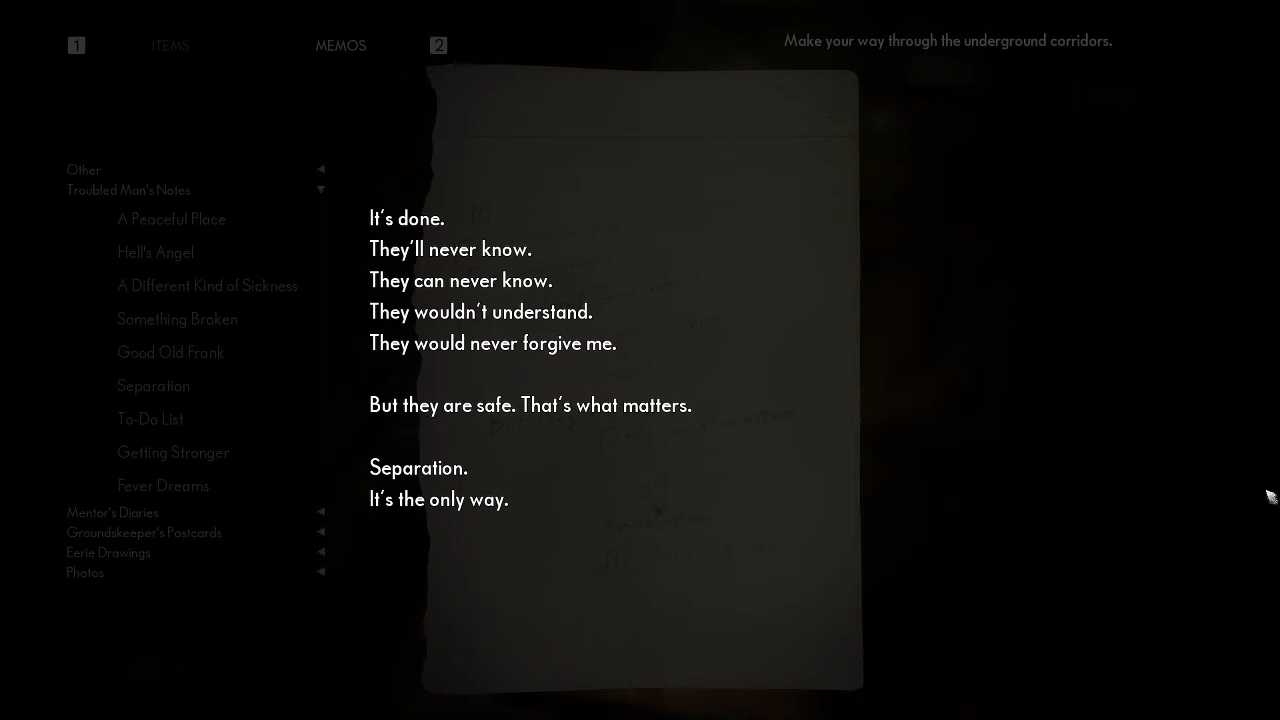 1
ITEMS
MEMOS
2
Make your way through the underground corridors.
Other
Troubled Man's Notes
A Peaceful Place
Hell's Angel
A Different Kind of Sickness
Something Broken
Good Old Frank
Separation
To-Do List
Getting Stronger
Fever Dreams
Mentor's Diaries
Groundskeeper's Postcards
Eerie Drawings
Photos
It's done.
They'll never know.
They can never know.
They wouldn't understand.
They would never forgive me.
But they are safe. That's what matters.
Separation.
It's the only way.